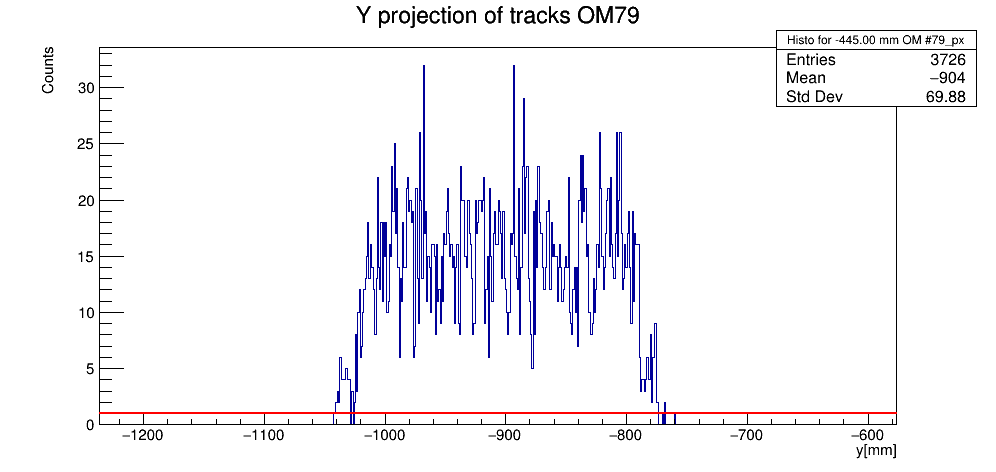 Y projection of tracks OM79
Histo for -445.00 mm OM #79_px
Entries 3726
Mean −904
Std Dev 69.88
Counts
30
25
20
15
10
5
0
−1200 −1100 −1000 −900 −800 −700 −600
y[mm]